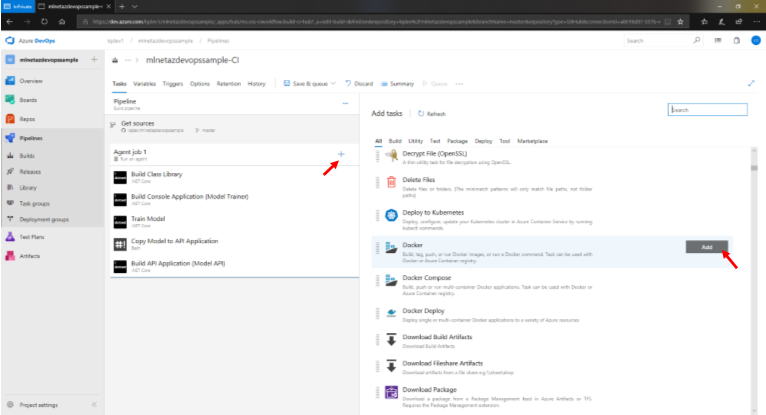 InPrivate
mlnetazdevopssample-
https://dev.azure.com/
Azure DevOps
/ mlnetazdevopssample / Pipelines
Search
mlnetazdevopssample
mlnetazdevopssample-CI
Overview
Boards
Repos
Pipelines
Builds
Releases
Library
Task groups
Deployment groups
Test Plans
Artifacts
Project settings
Tasks Variables Triggers Options Retention History
Save & queue Discard Summary Queue
Pipeline
Build pipeline
Get sources
master
Agent job 1
Run on agent
Build Class Library
.NET Core
Build Console Application (Model Trainer)
.NET Core
Train Model
.NET Core
Copy Model to API Application
Bash
Build API Application (Model API)
.NET Core
Add tasks Refresh
Search
All Build Utility Test Package Deploy Tool Marketplace
Decrypt File (OpenSSL)
A thin utility task for file decryption using OpenSSL.
Delete Files
Delete files or folders. (The minimatch patterns will only match file paths, not folder
paths)
Deploy to Kubernetes
Deploy, configure, update your Kubernetes cluster in Azure Container Service by running
kubectl commands.
Docker
Build, tag, push, or run Docker images, or run a Docker command. Task can be used with
Docker or Azure Container registry.
Add
Docker Compose
Build, push or run multi-container Docker applications. Task can be used with Docker or
Azure Container registry.
Docker Deploy
Deploy single or multi-container Docker applications to a variety of Azure resources
Download Build Artifacts
Download Build Artifacts
Download Fileshare Artifacts
Download artifacts from a file share
Download Package
Download a package from a Package Management feed in Azure Artifacts or TFS.
Requires the Package Management extension.